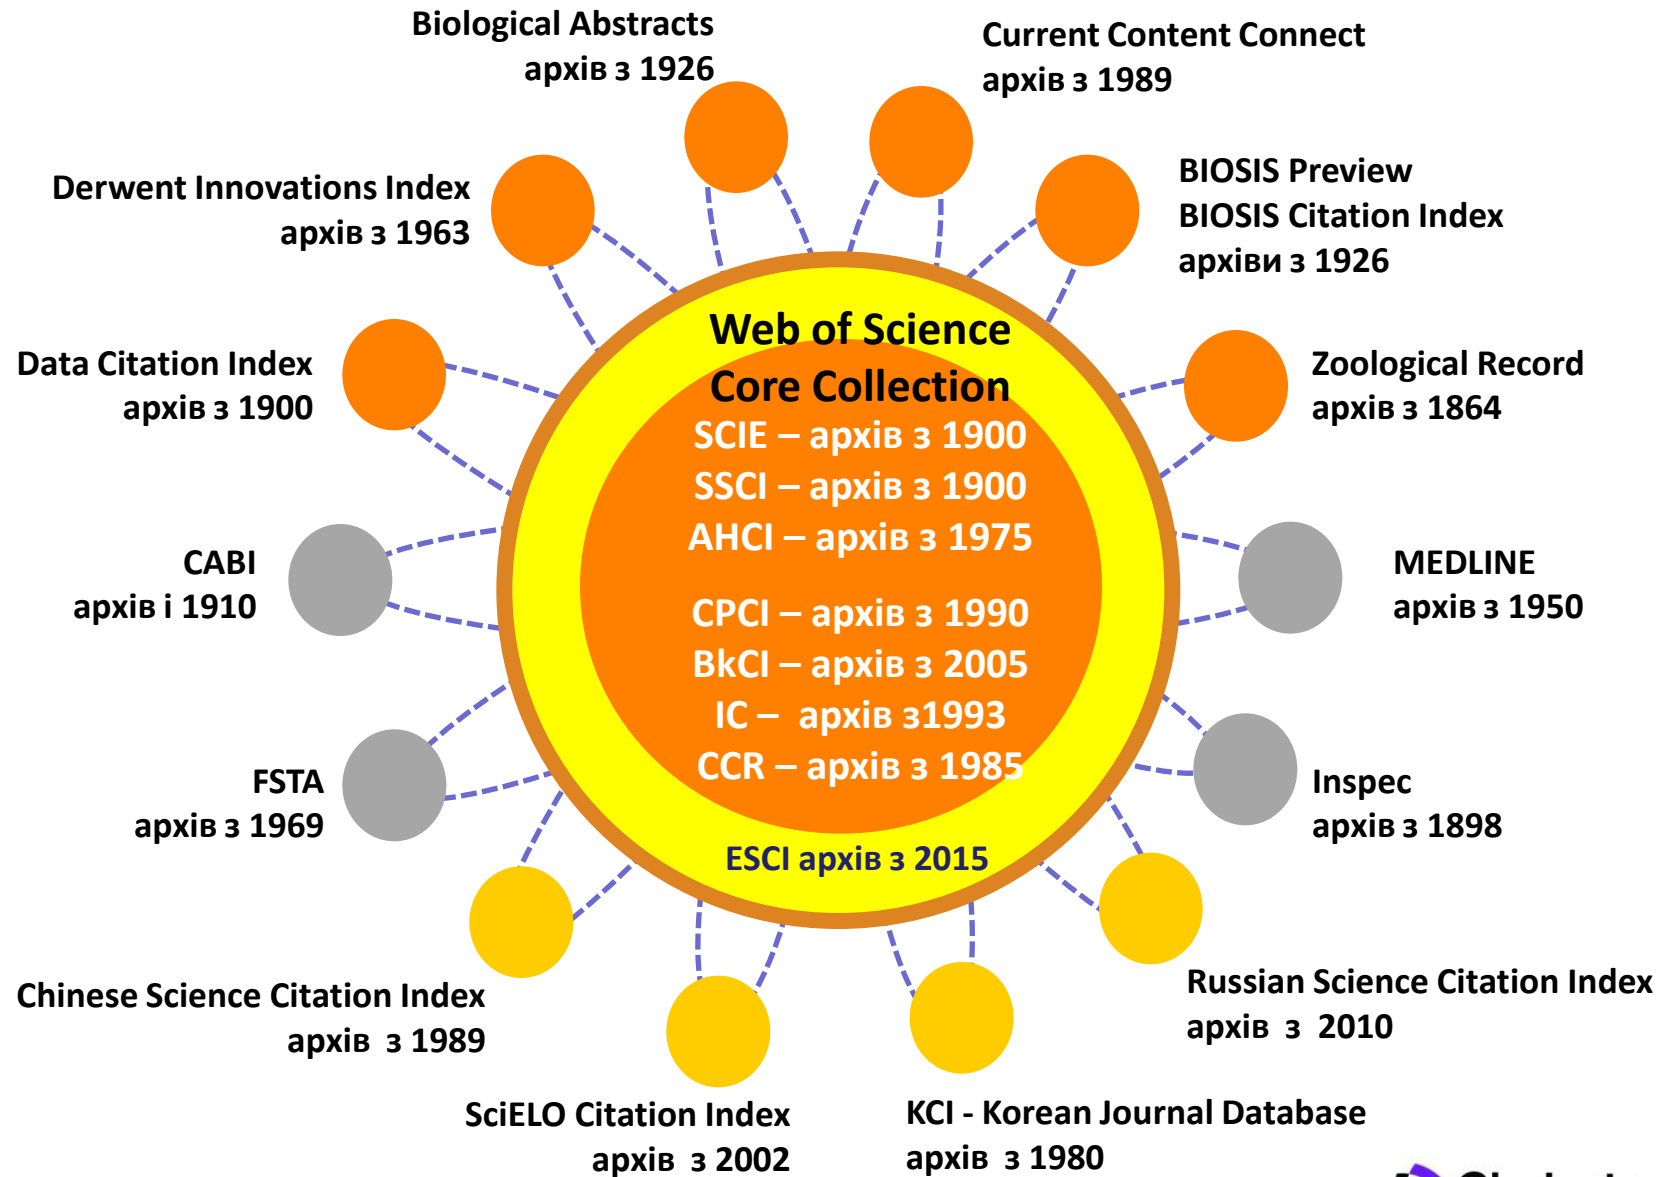 Biological Abstracts
архів з 1926
Current Content Connect
архів з 1989
Derwent Innovations Index
архів з 1963
BIOSIS Preview
BIOSIS Citation Index
архіви з 1926
Data Citation Index
архів з 1900
Zoological Record
архів з 1864
Web of Science
Core Collection
SCIE – архів з 1900
SSCI – архів з 1900
AHCI – архів з 1975
CPCI – архів з 1990
BkCI – архів з 2005
IC –  архів з1993
CCR – архів з 1985
ESCI архів з 2015
CABI
архів і 1910
MEDLINE
архів з 1950
FSTA
архів з 1969
Inspec
архів з 1898
Chinese Science Citation Index
архів  з 1989
Russian Science Citation Index
архів  з  2010
SciELO Citation Index
архів  з 2002
KCI - Korean Journal Database
архів  з 1980